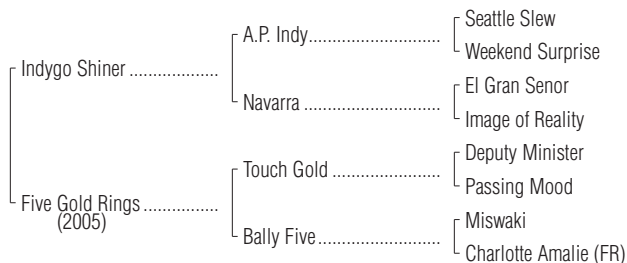 Seattle Slew
A.P. Indy..................................
Weekend Surprise
Indygo Shiner ..................
El Gran Senor
Navarra ...................................
Image of Reality
Deputy Minister
Touch Gold ............................
Passing Mood
Five Gold Rings ...............
(2005)
Miswaki
Bally Five................................
Charlotte Amalie (FR)